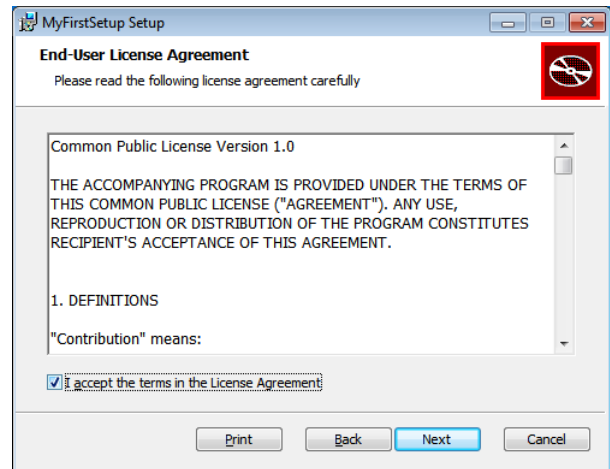 MyFirstSetup Setup
End-User License Agreement
Please read the following license agreement carefully
Common Public License Version 1.0
THE ACCOMPANYING PROGRAM IS PROVIDED UNDER THE TERMS OF
THIS COMMON PUBLIC LICENSE ("AGREEMENT"). ANY USE,
REPRODUCTION OR DISTRIBUTION OF THE PROGRAM CONSTITUTES
RECIPIENT'S ACCEPTANCE OF THIS AGREEMENT.
1. DEFINITIONS
"Contribution" means:
I accept the terms in the License Agreement
Print Back Next Cancel